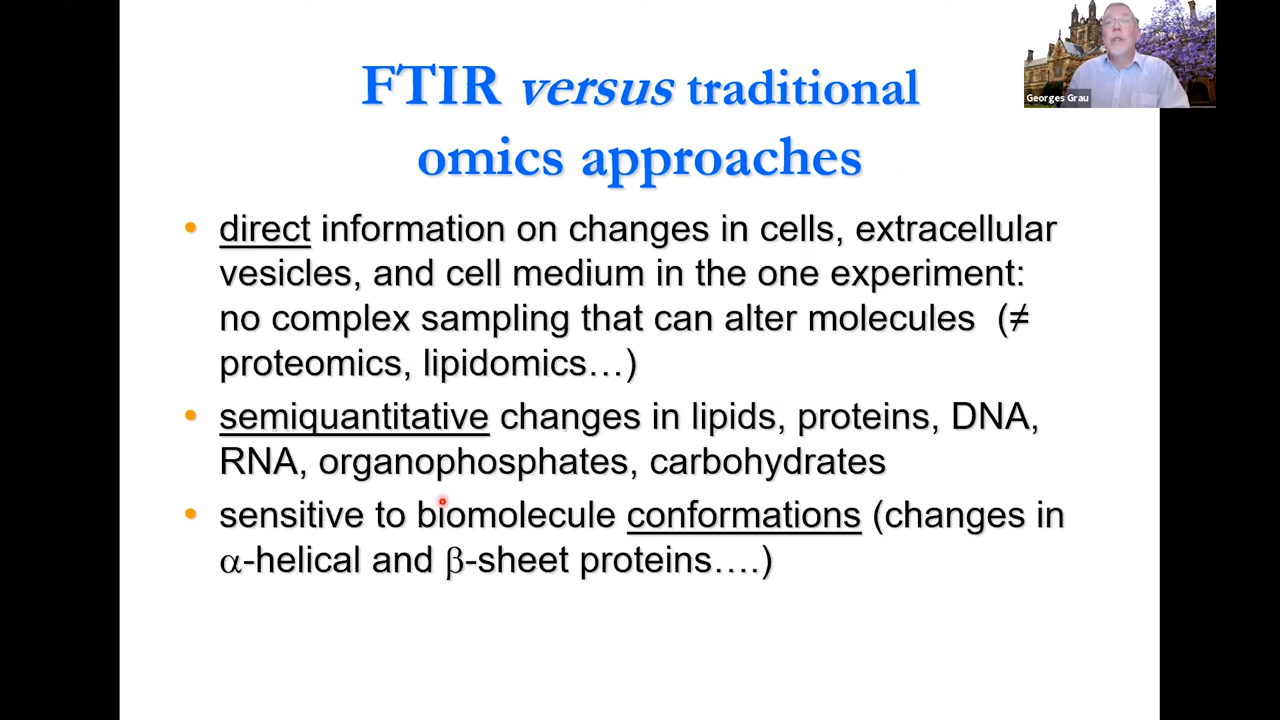 FTIR versus traditional
omics approaches
Georges Grau
• direct information on changes in cells, extracellular
vesicles, and cell medium in the one experiment:
no complex sampling that can alter molecules (≠
proteomics, lipidomics…)
• semiquantitative changes in lipids, proteins, DNA,
RNA, organophosphates, carbohydrates
• sensitive to biomolecule conformations (changes in
α-helical and β-sheet proteins….)